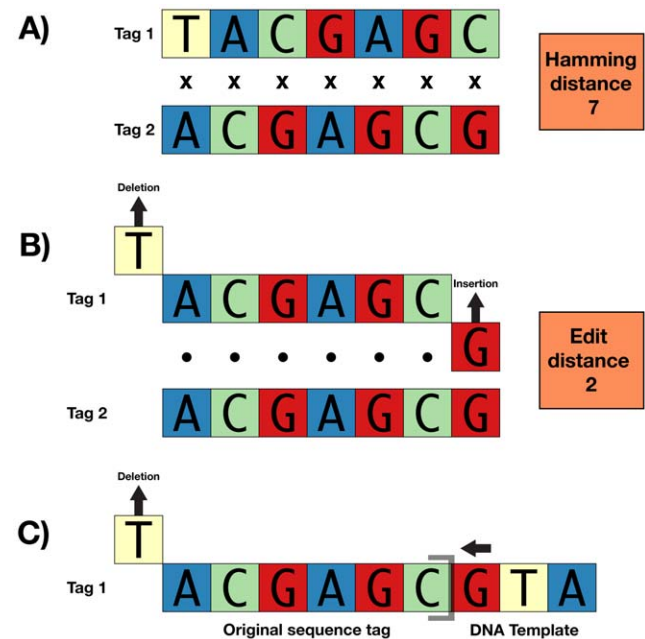 A)
Tag 1 T A C G A G C
x x x x x x x
Tag 2 A C G A G C G
Hamming
distance
7
B)
Deletion
T
Tag 1 A C G A G C
Insertion
G
Tag 2 A C G A G C G
Edit
distance
2
C)
Deletion
T
Tag 1 A C G A G C G T A
Original sequence tag DNA Template